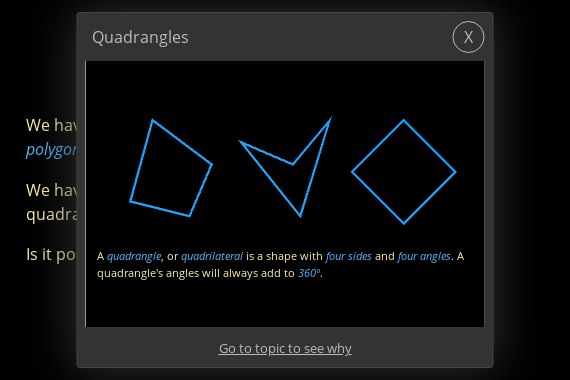 Quadrangles
X
We hav
polygon
We hav
quadra
Is it po
A quadrangle, or quadrilateral is a shape with four sides and four angles. A
quadrangle's angles will always add to 360º.
Go to topic to see why